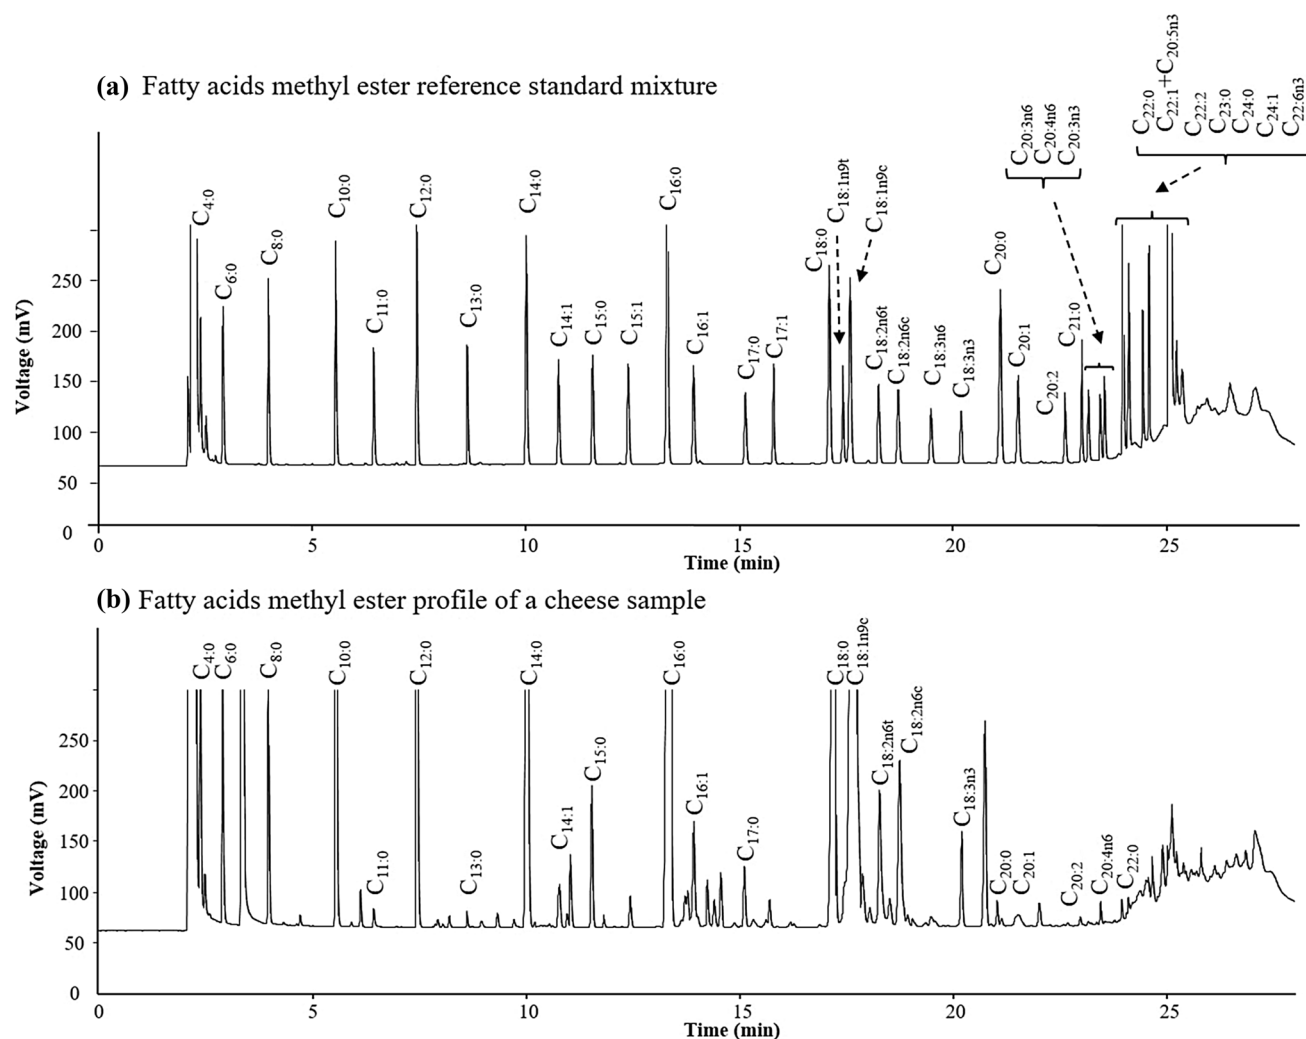 (a) Fatty acids methyl ester reference standard mixture
C22:0
C22:1+C20:5n3
C22:2
C23:0
C24:0
C24:1
C22:6n3
C20:3n6
C20:4n6
C20:3n3
C4:0
C6:0
C8:0
C10:0
C11:0
C12:0
C13:0
C14:0
C14:1
C15:0
C15:1
C16:0
C16:1
C17:0
C17:1
C18:0
C18:1n9t
C18:1n9c
C18:2n6t
C18:2n6c
C18:3n6
C18:3n3
C20:0
C20:1
C20:2
C21:0
Voltage (mV)
250
200
150
100
50
0
0 5 10 15 20 25
Time (min)
(b) Fatty acids methyl ester profile of a cheese sample
C4:0
C6:0
C8:0
C10:0
C11:0
C12:0
C13:0
C14:0
C14:1
C15:0
C16:0
C16:1
C17:0
C18:0
C18:1n9c
C18:2n6t
C18:2n6c
C18:3n3
C20:0
C20:1
C20:2
C20:4n6
C22:0
Voltage (mV)
250
200
150
100
50
0
0 5 10 15 20 25
Time (min)